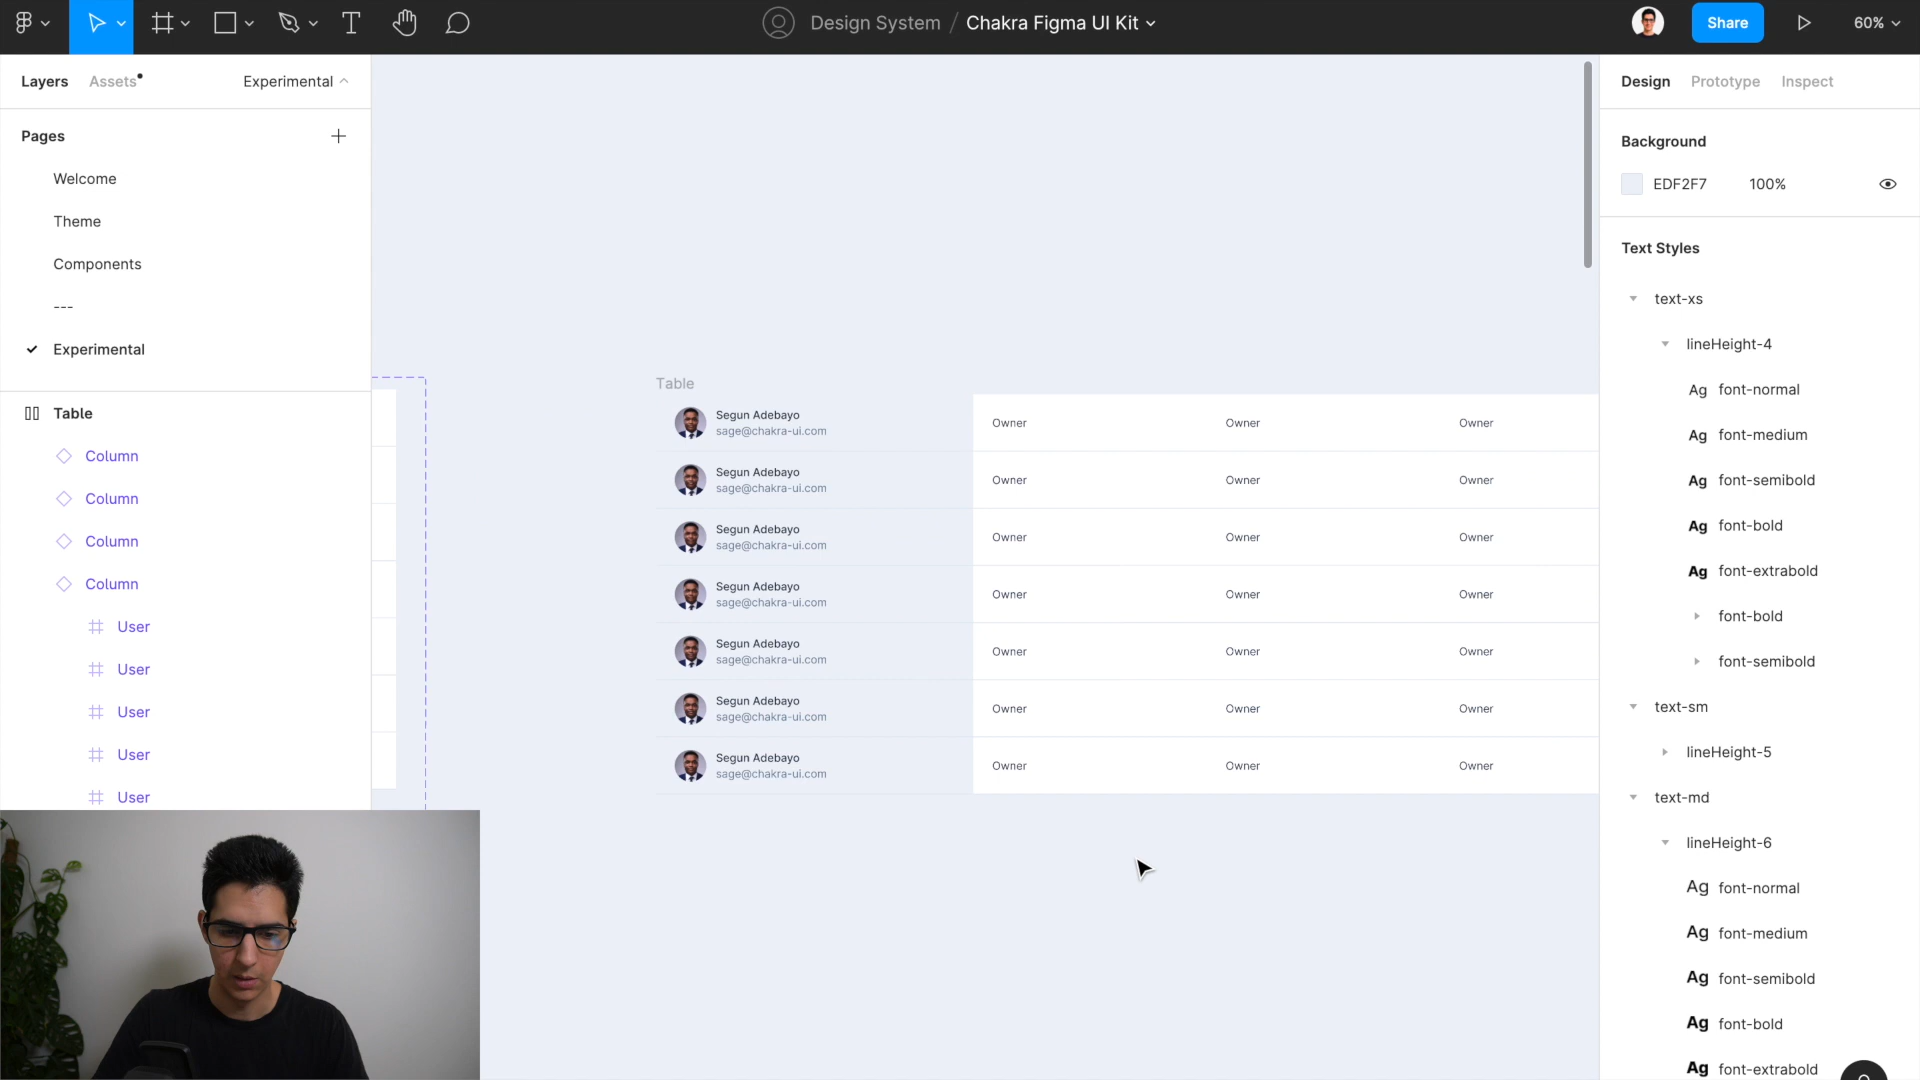 Design System / Chakra Figma UI Kit
Share
60%
Layers
Assets
Experimental
Pages
Welcome
Theme
Components
---
Experimental
Table
Column
Column
Column
Column
User
User
User
User
User
Table
Segun Adebayo
sage@chakra-ui.com
Owner
Owner
Owner
Segun Adebayo
sage@chakra-ui.com
Owner
Owner
Owner
Segun Adebayo
sage@chakra-ui.com
Owner
Owner
Owner
Segun Adebayo
sage@chakra-ui.com
Owner
Owner
Owner
Segun Adebayo
sage@chakra-ui.com
Owner
Owner
Owner
Segun Adebayo
sage@chakra-ui.com
Owner
Owner
Owner
Segun Adebayo
sage@chakra-ui.com
Owner
Owner
Owner
Design
Prototype
Inspect
Background
EDF2F7 100%
Text Styles
text-xs
lineHeight-4
Ag font-normal
Ag font-medium
Ag font-semibold
Ag font-bold
Ag font-extrabold
font-bold
font-semibold
text-sm
lineHeight-5
text-md
lineHeight-6
Ag font-normal
Ag font-medium
Ag font-semibold
Ag font-bold
Ag font-extrabold